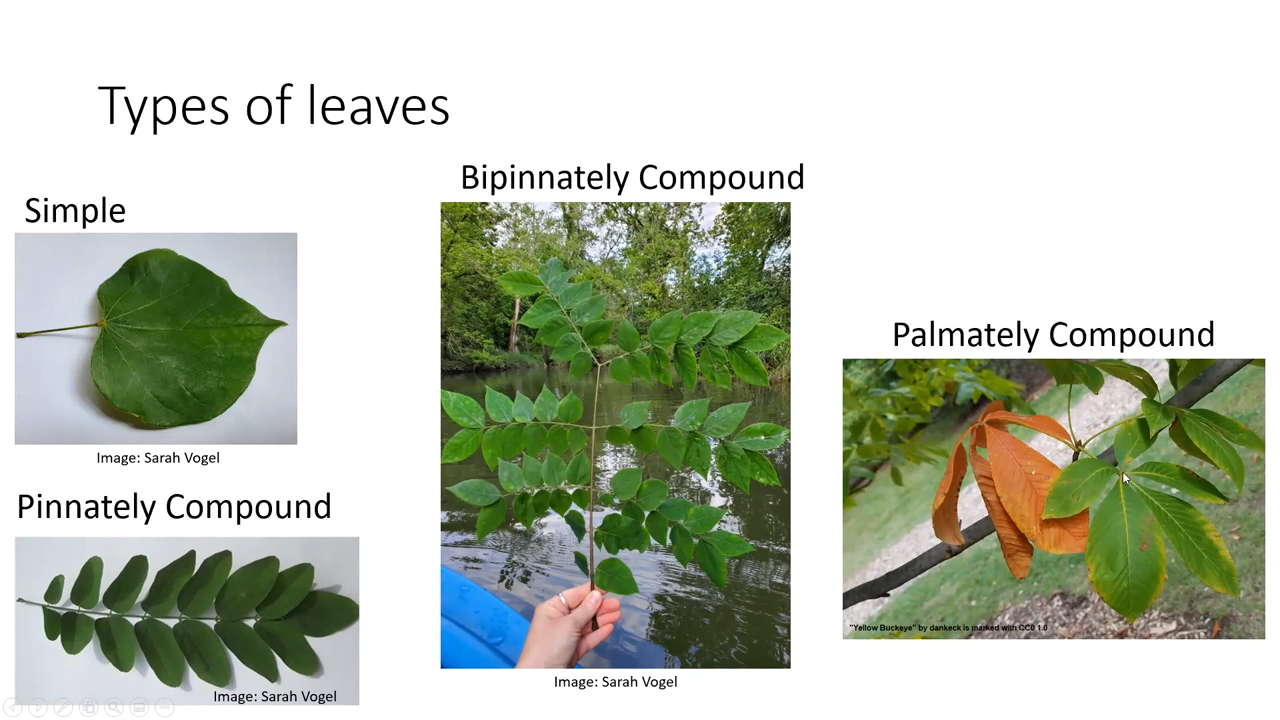 Types of leaves
Simple
Image: Sarah Vogel
Pinnately Compound
Image: Sarah Vogel
Bipinnately Compound
Image: Sarah Vogel
Palmately Compound
"Yellow Buckeye" by dankeck is marked with CC0 1.0